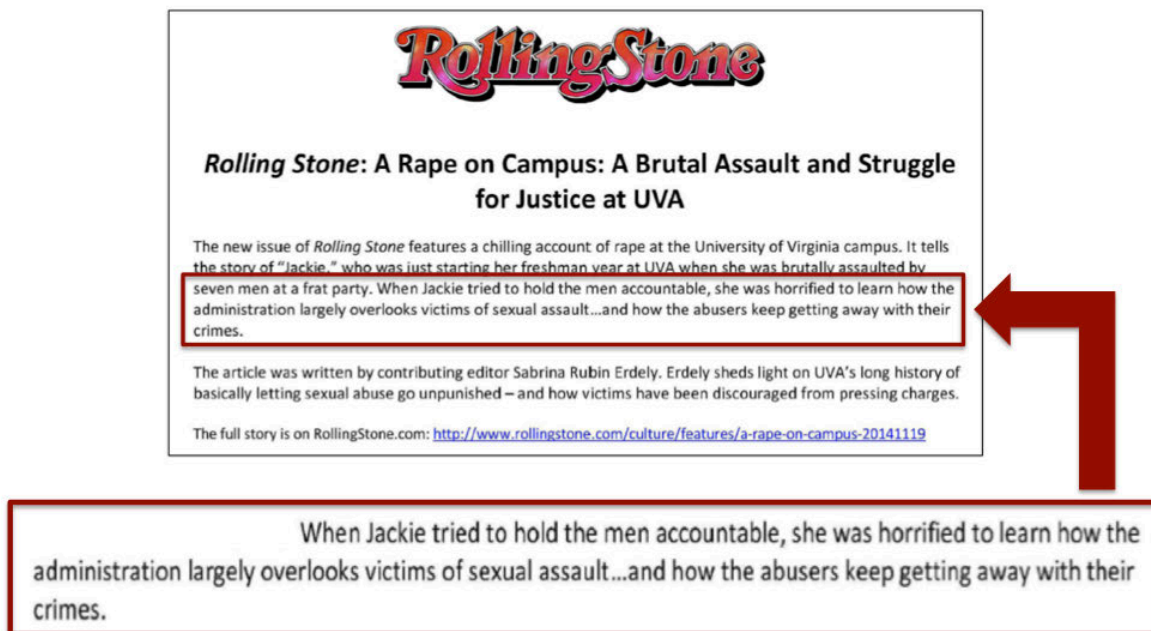 RollingStone
Rolling Stone: A Rape on Campus: A Brutal Assault and Struggle
for Justice at UVA
The new issue of Rolling Stone features a chilling account of rape at the University of Virginia campus. It tells
the story of "Jackie," who was just starting her freshman year at UVA when she was brutally assaulted by
seven men at a frat party. When Jackie tried to hold the men accountable, she was horrified to learn how the
administration largely overlooks victims of sexual assault...and how the abusers keep getting away with their
crimes.
The article was written by contributing editor Sabrina Rubin Erdely. Erdely sheds light on UVA's long history of
basically letting sexual abuse go unpunished – and how victims have been discouraged from pressing charges.
The full story is on RollingStone.com: http://www.rollingstone.com/culture/features/a-rape-on-campus-20141119
When Jackie tried to hold the men accountable, she was horrified to learn how the
administration largely overlooks victims of sexual assault...and how the abusers keep getting away with their
crimes.